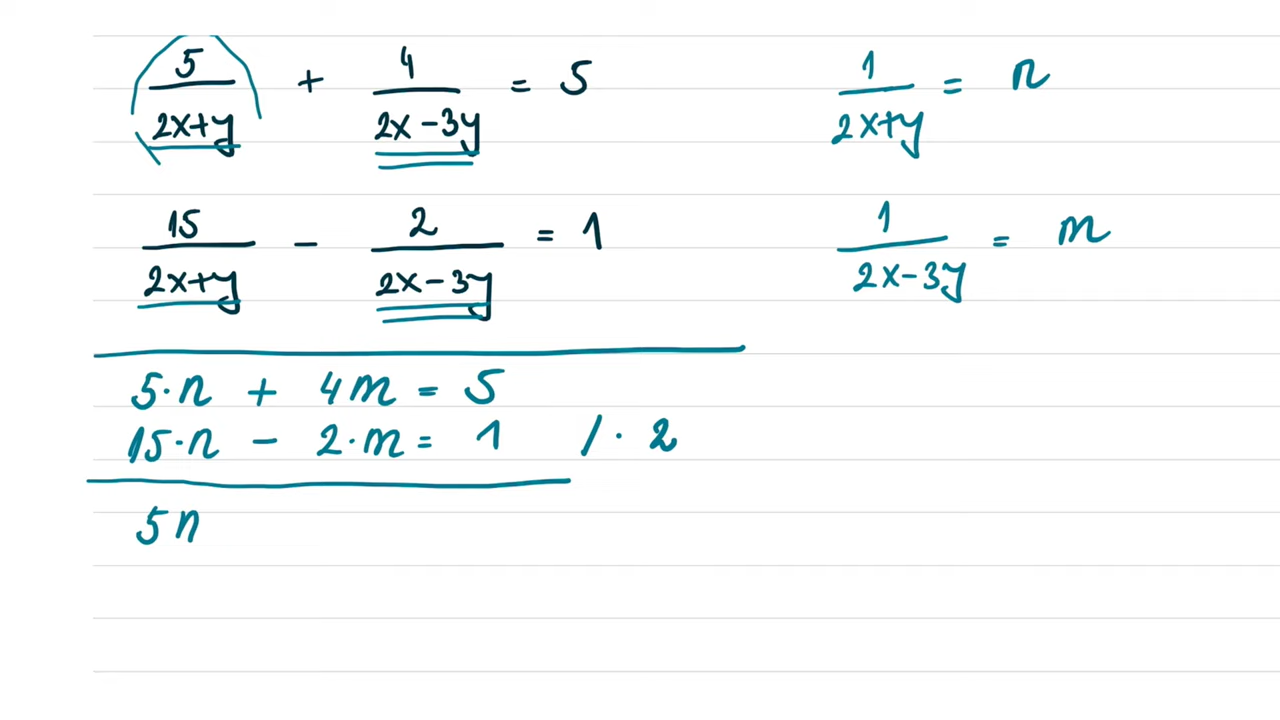 5/(2x+y) + 4/(2x-3y) = 5
1/(2x+y) = n
15/(2x+y) - 2/(2x-3y) = 1
1/(2x-3y) = m
5·n + 4m = 5
15·n - 2·m = 1 /· 2
5n